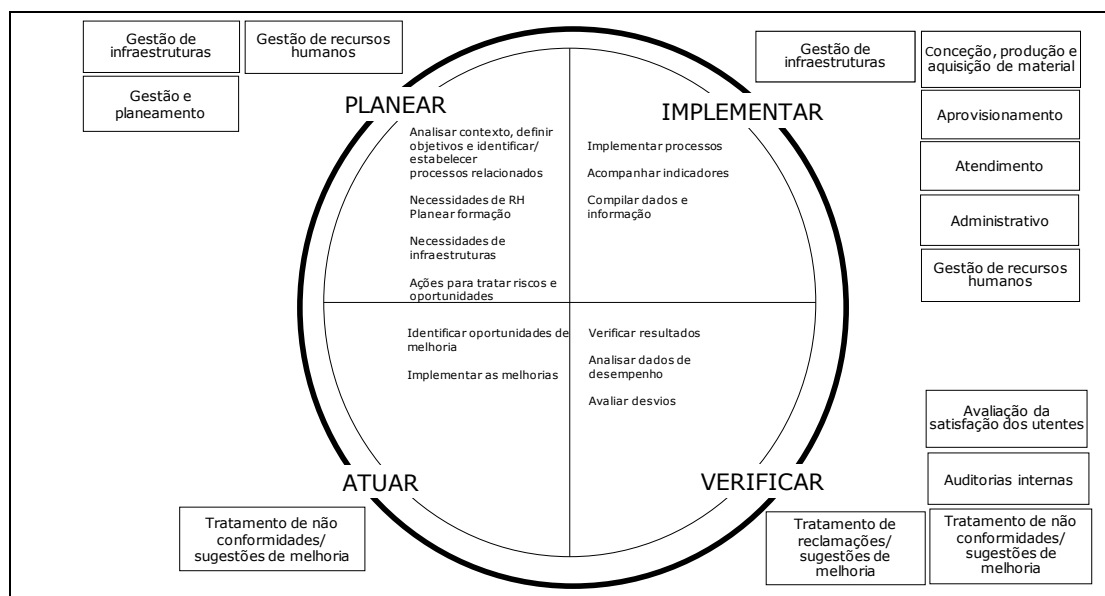 Gestão de
infraestruturas
Gestão de recursos
humanos
Gestão e
planeamento
PLANEAR
Analisar contexto, definir
objetivos e identificar/
estabelecer
processos relacionados
Necessidades de RH
Planear formação
Necessidades de
infraestruturas
Ações para tratar riscos e
oportunidades
Gestão de
infraestruturas
Conceção, produção e
aquisição de material
Aprovisionamento
Atendimento
Administrativo
Gestão de recursos
humanos
IMPLEMENTAR
Implementar processos
Acompanhar indicadores
Compilar dados e
informação
Identificar oportunidades de
melhoria
Implementar as melhorias
ATUAR
Tratamento de não
conformidades/
sugestões de melhoria
Verificar resultados
Analisar dados de
desempenho
Avaliar desvios
VERIFICAR
Avaliação da
satisfação dos utentes
Auditorias internas
Tratamento de
reclamações/
sugestões de
melhoria
Tratamento de não
conformidades/
sugestões de
melhoria